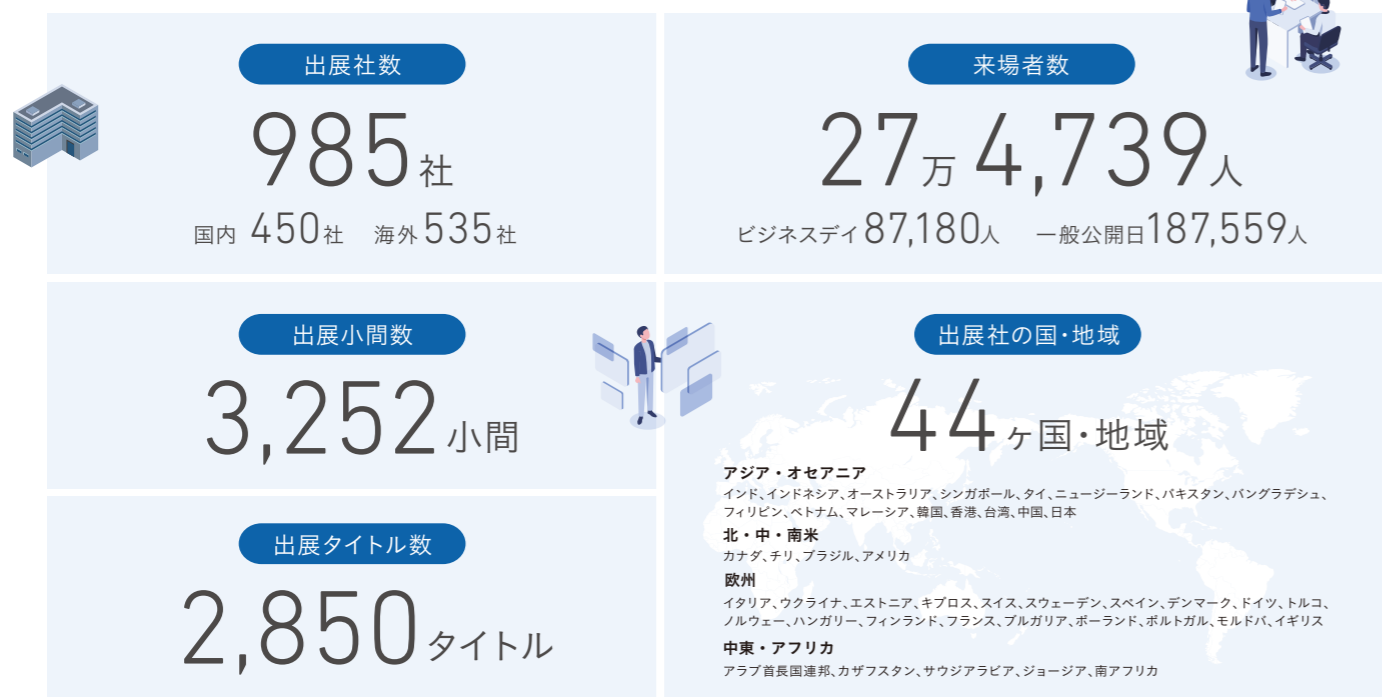 出展社数
985社
国内 450社 海外535社
来場者数
27万4,739人
ビジネスデイ87,180人 一般公開日187,559人
出展小間数
3,252小間
出展タイトル数
2,850タイトル
出展社の国・地域
44ヶ国・地域
アジア・オセアニア
インド、インドネシア、オーストラリア、シンガポール、タイ、ニュージーランド、パキスタン、バングラデシュ、
フィリピン、ベトナム、マレーシア、韓国、香港、台湾、中国、日本
北・中・南米
カナダ、チリ、ブラジル、アメリカ
欧州
イタリア、ウクライナ、エストニア、キプロス、スイス、スウェーデン、スペイン、デンマーク、ドイツ、トルコ、
ノルウェー、ハンガリー、フィンランド、フランス、ブルガリア、ポーランド、ポルトガル、モルドバ、イギリス
中東・アフリカ
アラブ首長国連邦、カザフスタン、サウジアラビア、ジョージア、南アフリカ